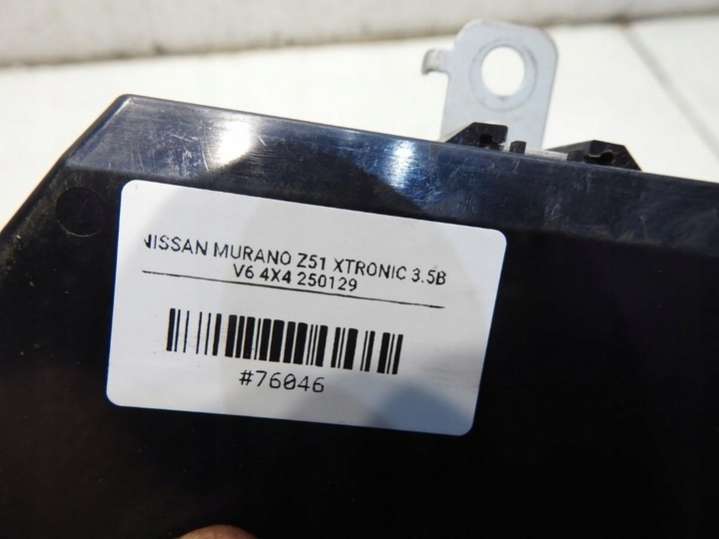 NISSAN MURANO Z51 XTRONIC 3.5B
V6 4X4 250129
#76046